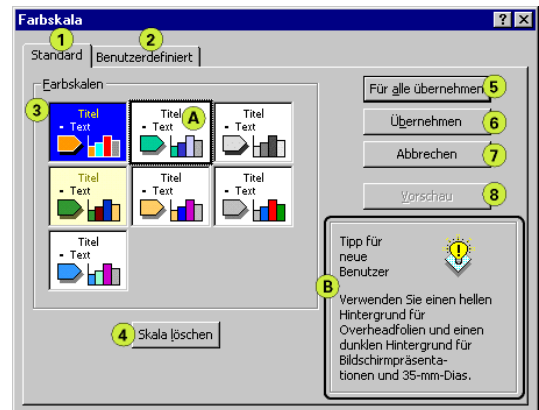 Farbskala
1
2
Standard
Benutzerdefiniert
Farbskalen
3
Titel
- Text
Titel
- Text
A
Titel
- Text
Titel
- Text
Titel
- Text
Titel
- Text
Titel
- Text
4
Skala löschen
Für alle übernehmen
5
Übernehmen
6
Abbrechen
7
Vorschau
8
B
Tipp für
neue
Benutzer
Verwenden Sie einen hellen
Hintergrund für
Overheadfolien und einen
dunklen Hintergrund für
Bildschirmpräsenta-
tionen und 35-mm-Dias.